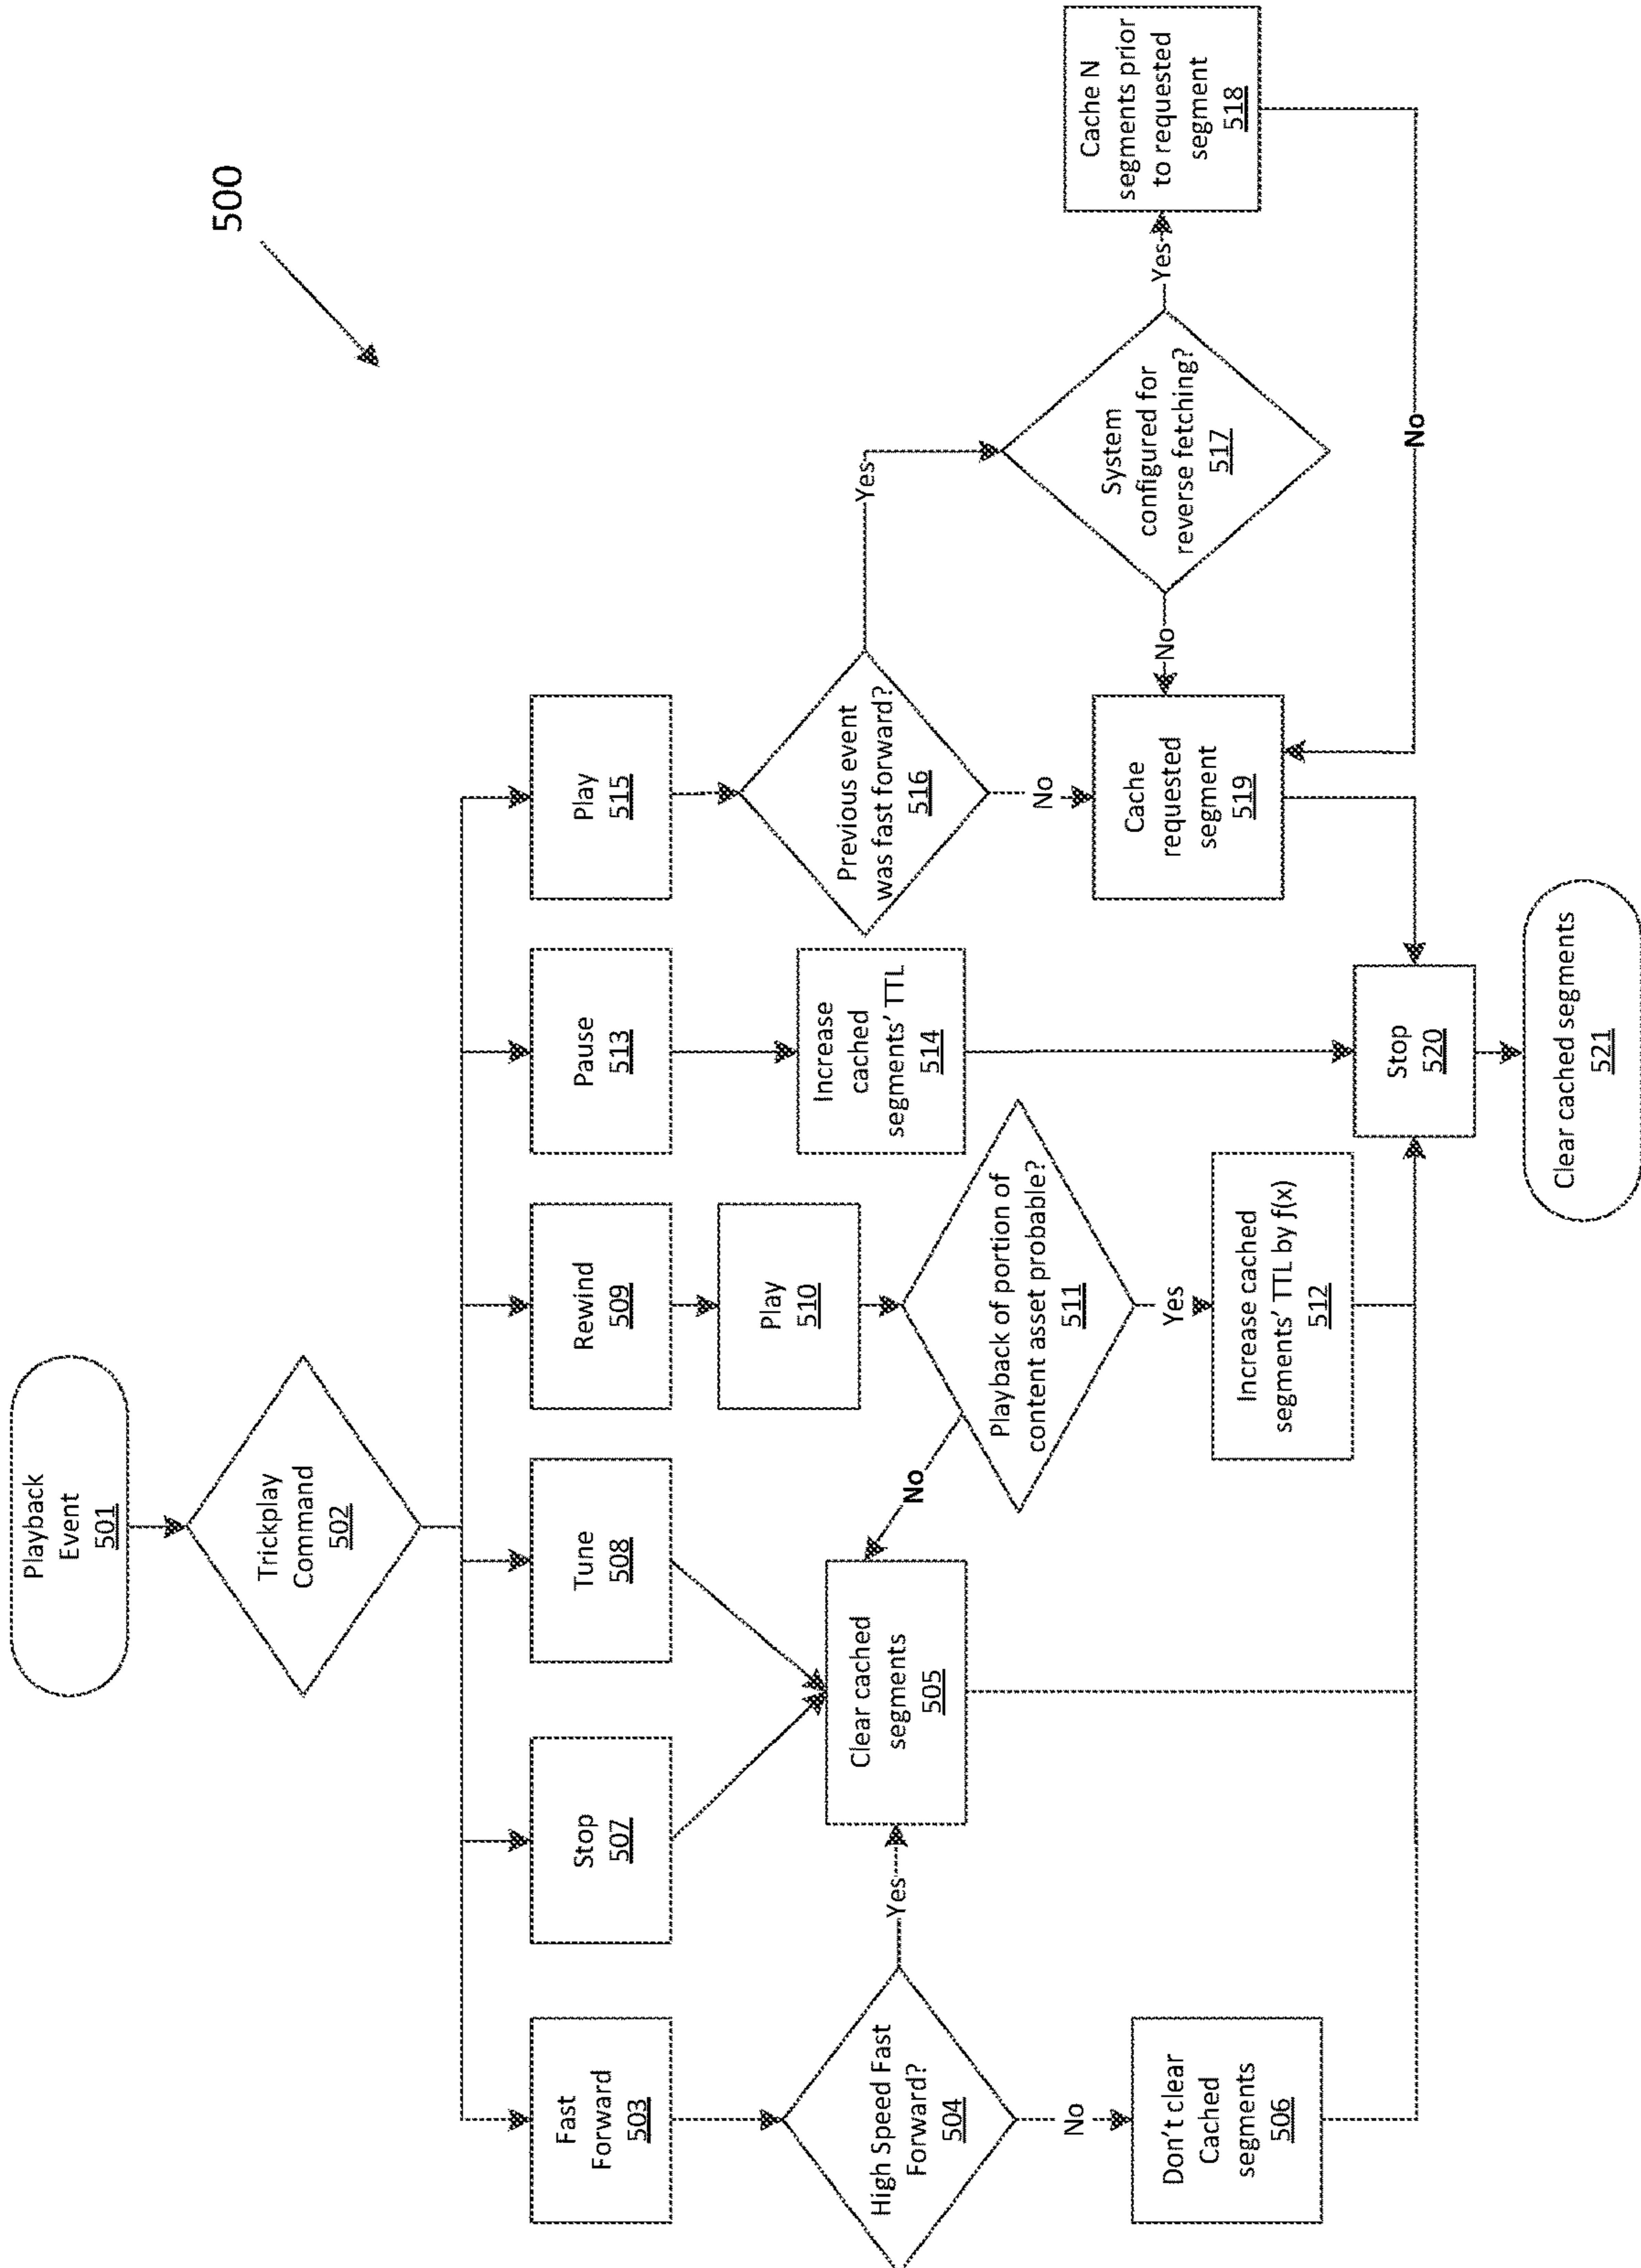 500
Playback
Event
501
Trickplay
Command
502
Fast
Forward
503
Stop
507
Tune
508
Rewind
509
Pause
513
Play
515
High Speed Fast
Forward?
504
Yes
No
Don't clear
Cached
segments
506
Clear cached
segments
505
Play
510
Playback of portion of
content asset probable?
511
No
Yes
Increase cached
segments' TTL by f(x)
512
Increase
cached
segments' TTL
514
Previous event
was fast forward?
516
Yes
No
System
configured for
reverse fetching?
517
No
Yes
Cache N
segments prior
to requested
segment
518
No
Cache
requested
segment
519
Stop
520
Clear cached segments
521